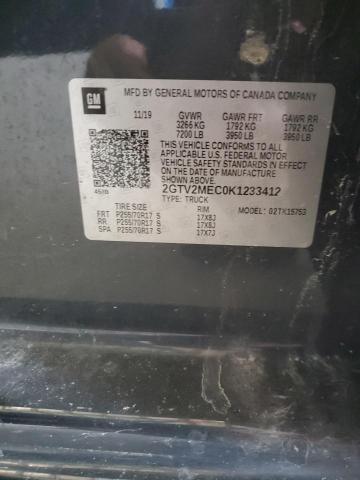 GM
MFD BY GENERAL MOTORS OF CANADA COMPANY
11/19 GVWR GAWR FRT GAWR RR
3266 KG 1792 KG 1792 KG
7200 LB 3950 LB 3950 LB
THIS VEHICLE CONFORMS TO ALL
APPLICABLE U.S. FEDERAL MOTOR
VEHICLE SAFETY STANDARDS
IN EFFECT ON THE DATE OF
MANUFACTURE SHOWN ABOVE.
2GTV2MEC0K1233412
TYPE: TRUCK
TIRE SIZE RIM MODEL: 02TK15753
FRT P255/70R17 S 17X8J
RR P255/70R17 S 17X8J
SPA P255/70R17 S 17X7J